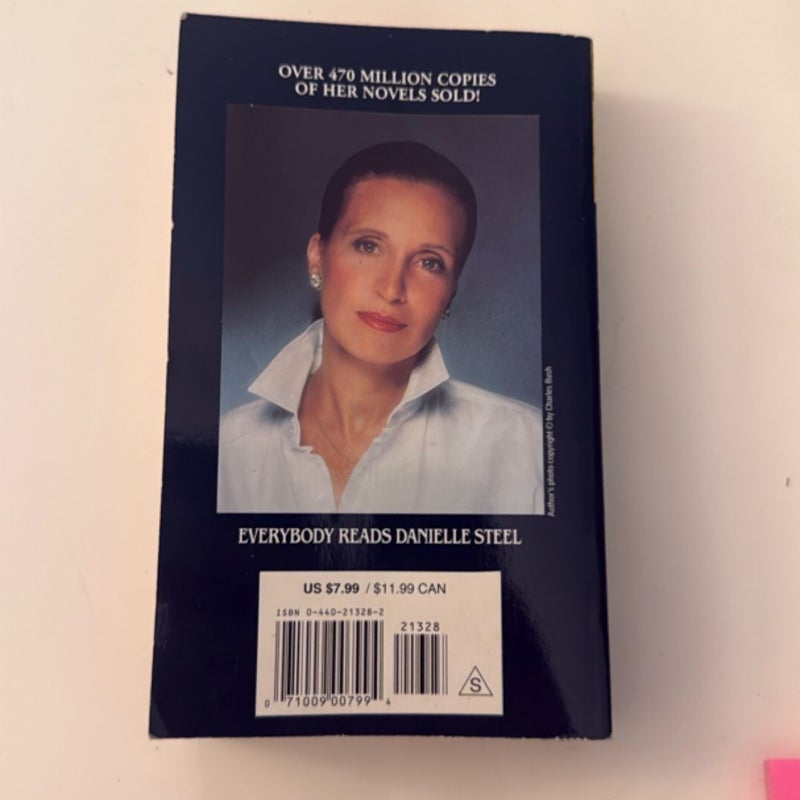 OVER 470 MILLION COPIES
OF HER NOVELS SOLD!
Author's photo copyright © by Charles Bush
EVERYBODY READS DANIELLE STEEL
US $7.99 / $11.99 CAN
ISBN 0-440-21328-2
21328
0 71009 00799 4
S